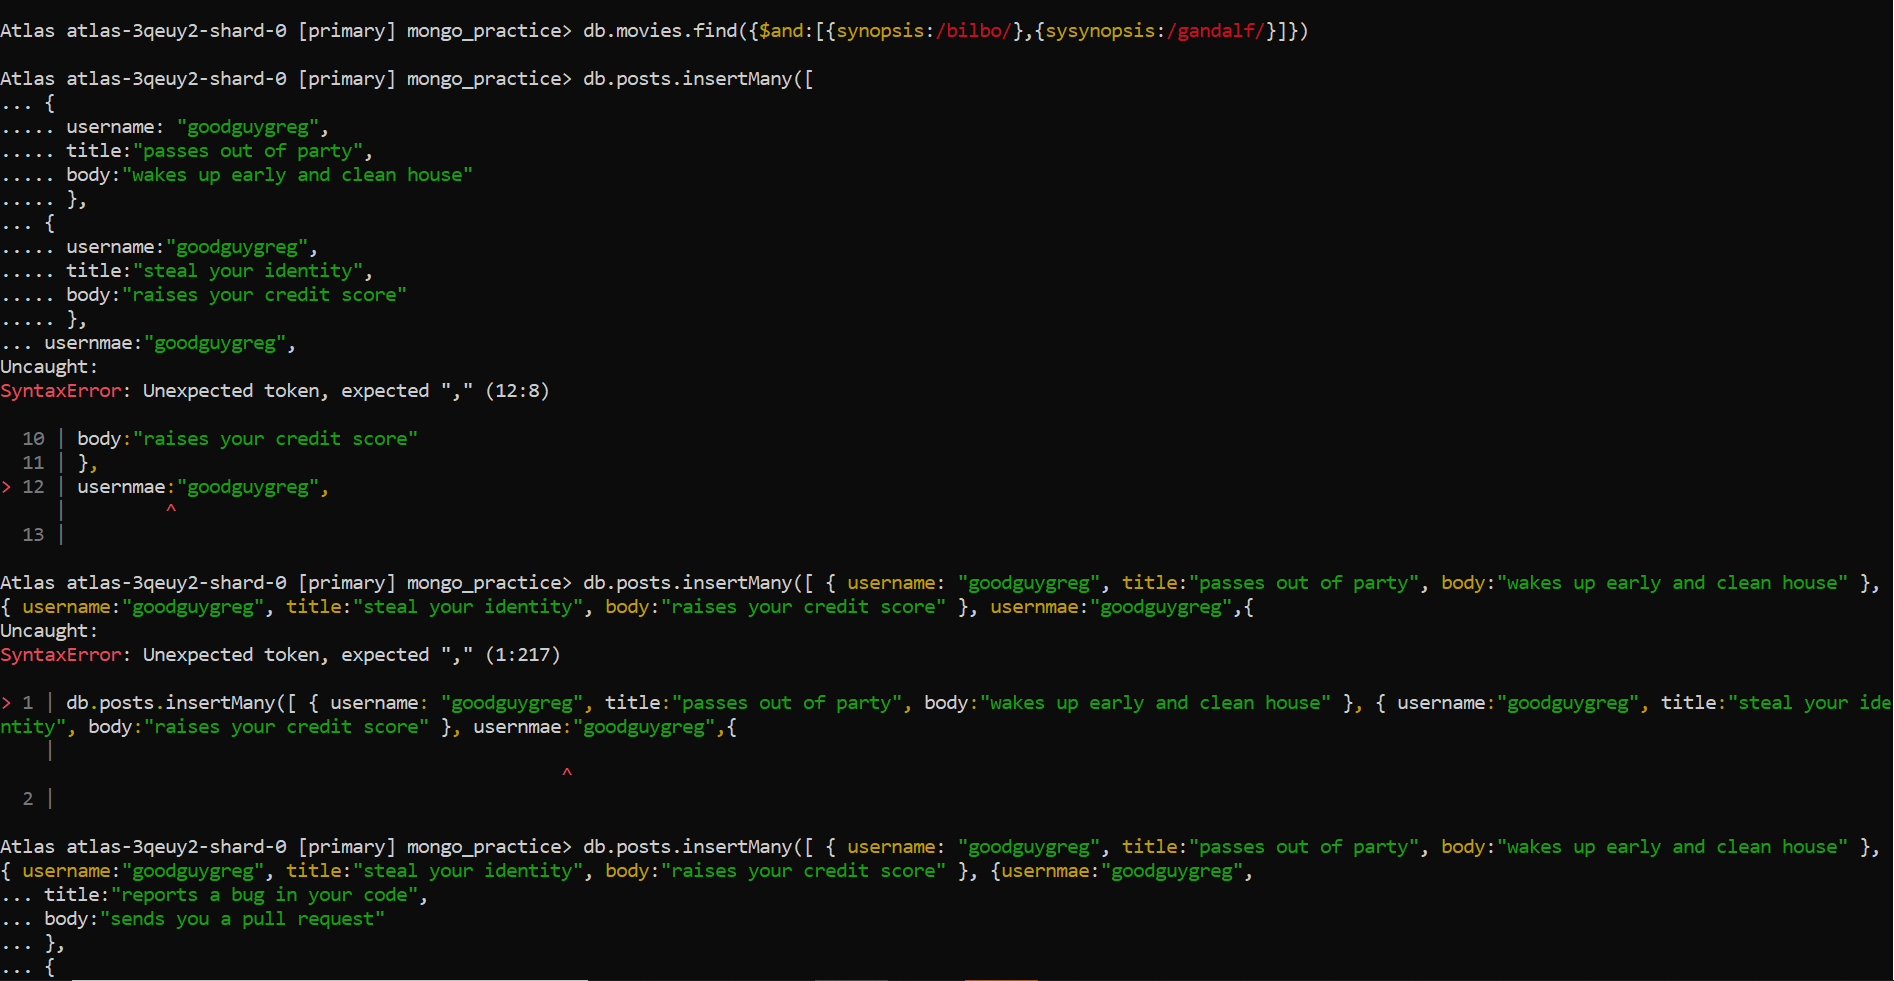 Atlas atlas-3qeuy2-shard-0 [primary] mongo_practice> db.movies.find({$and:[{synopsis:/bilbo/},{sysynopsis:/gandalf/}]})
Atlas atlas-3qeuy2-shard-0 [primary] mongo_practice> db.posts.insertMany([
... {
..... username: "goodguygreg",
..... title:"passes out of party",
..... body:"wakes up early and clean house"
..... },
... {
..... username:"goodguygreg",
..... title:"steal your identity",
..... body:"raises your credit score"
..... },
... usernmae:"goodguygreg",
Uncaught:
SyntaxError: Unexpected token, expected "," (12:8)
10 | body:"raises your credit score"
11 | },
> 12 | usernmae:"goodguygreg",
| ^
13 |
Atlas atlas-3qeuy2-shard-0 [primary] mongo_practice> db.posts.insertMany([ { username: "goodguygreg", title:"passes out of party", body:"wakes up early and clean house" },
{ username:"goodguygreg", title:"steal your identity", body:"raises your credit score" }, usernmae:"goodguygreg",{
Uncaught:
SyntaxError: Unexpected token, expected "," (1:217)
> 1 | db.posts.insertMany([ { username: "goodguygreg", title:"passes out of party", body:"wakes up early and clean house" }, { username:"goodguygreg", title:"steal your ide
ntity", body:"raises your credit score" }, usernmae:"goodguygreg",{
|
^
2 |
Atlas atlas-3qeuy2-shard-0 [primary] mongo_practice> db.posts.insertMany([ { username: "goodguygreg", title:"passes out of party", body:"wakes up early and clean house" },
{ username:"goodguygreg", title:"steal your identity", body:"raises your credit score" }, {usernmae:"goodguygreg",
... title:"reports a bug in your code",
... body:"sends you a pull request"
... },
... {